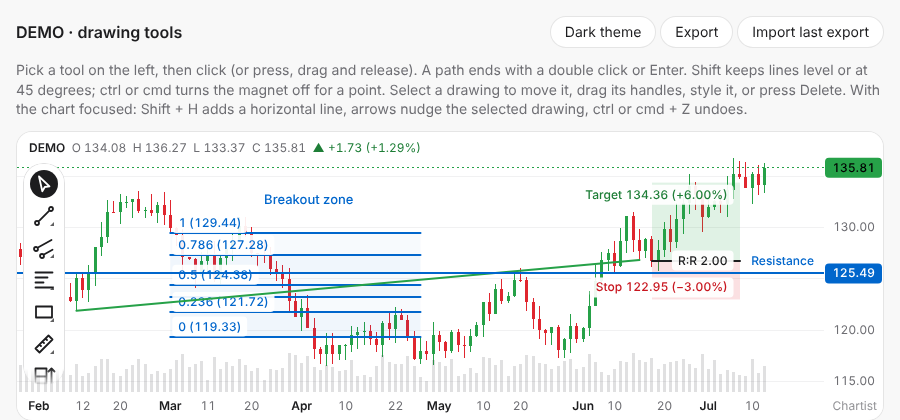 DEMO · drawing tools
Dark theme
Export
Import last export
Pick a tool on the left, then click (or press, drag and release). A path ends with a double click or Enter. Shift keeps lines level or at
45 degrees; ctrl or cmd turns the magnet off for a point. Select a drawing to move it, drag its handles, style it, or press Delete. With
the chart focused: Shift + H adds a horizontal line, arrows nudge the selected drawing, ctrl or cmd + Z undoes.
DEMO O 134.08 H 136.27 L 133.37 C 135.81 ▲ +1.73 (+1.29%)
135.81
Target 134.36 (+6.00%)
Breakout zone
1 (129.44)
130.00
0.786 (127.28)
R:R 2.00
Resistance
0.5 (124.38)
125.49
Stop 122.95 (−3.00%)
0.236 (121.72)
0 (119.33)
120.00
115.00
Feb 12 20 Mar 11 20 Apr 10 22 May 10 20 Jun 10 20 Jul 10
Chartist